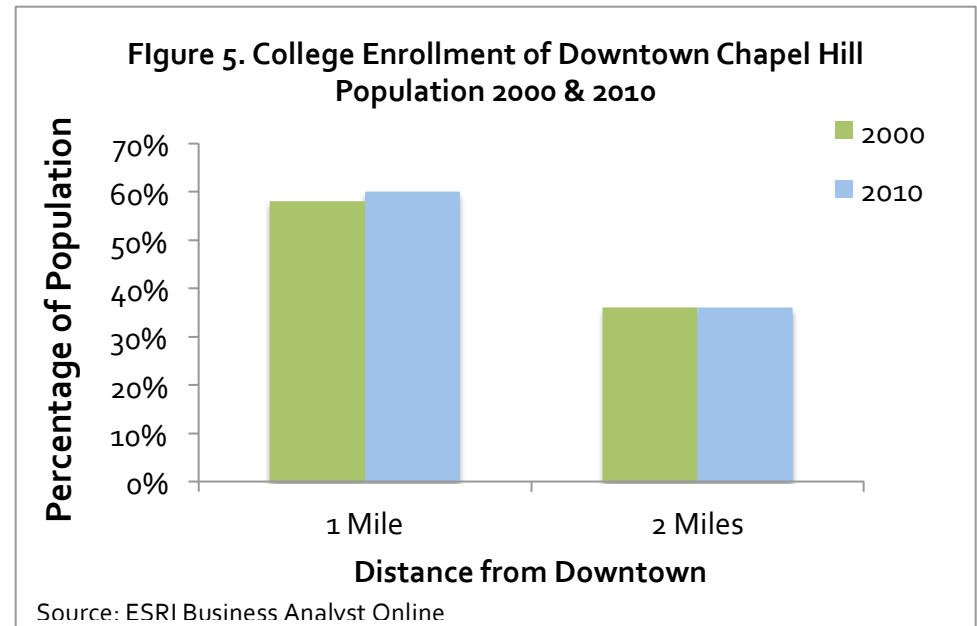 FIgure 5. College Enrollment of Downtown Chapel Hill
Population 2000 & 2010
2000
2010
Percentage of Population
70%
60%
50%
40%
30%
20%
10%
0%
1 Mile
2 Miles
Distance from Downtown
Source: ESRI Business Analyst Online